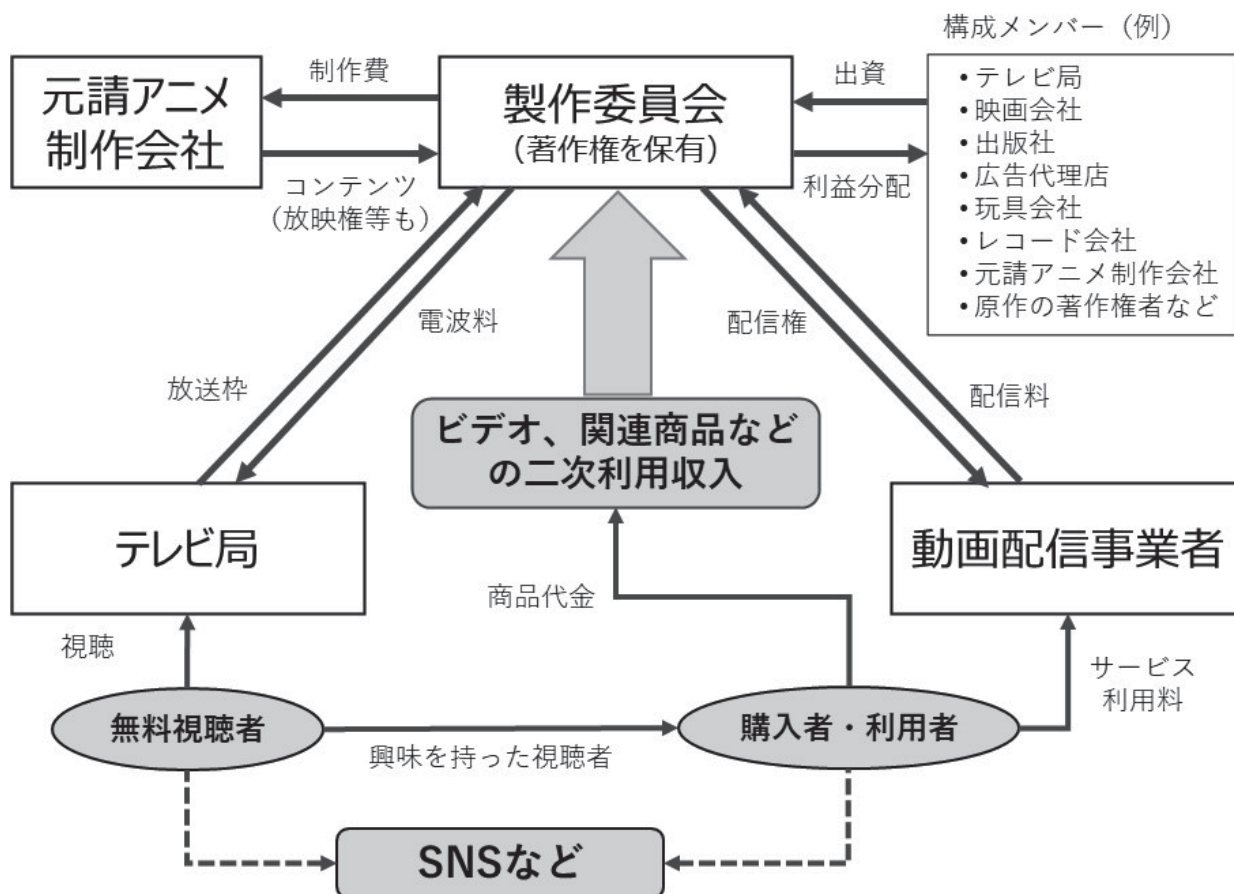 構成メンバー（例）
元請アニメ
制作会社
制作費
製作委員会
（著作権を保有）
出資
・テレビ局
・映画会社
・出版社
・広告代理店
・玩具会社
・レコード会社
・元請アニメ制作会社
・原作の著作権者など
コンテンツ
（放映権等も）
利益分配
電波料
配信権
放送枠
配信料
ビデオ、関連商品など
の二次利用収入
テレビ局
動画配信事業者
商品代金
視聴
サービス
利用料
無料視聴者
購入者・利用者
興味を持った視聴者
SNSなど